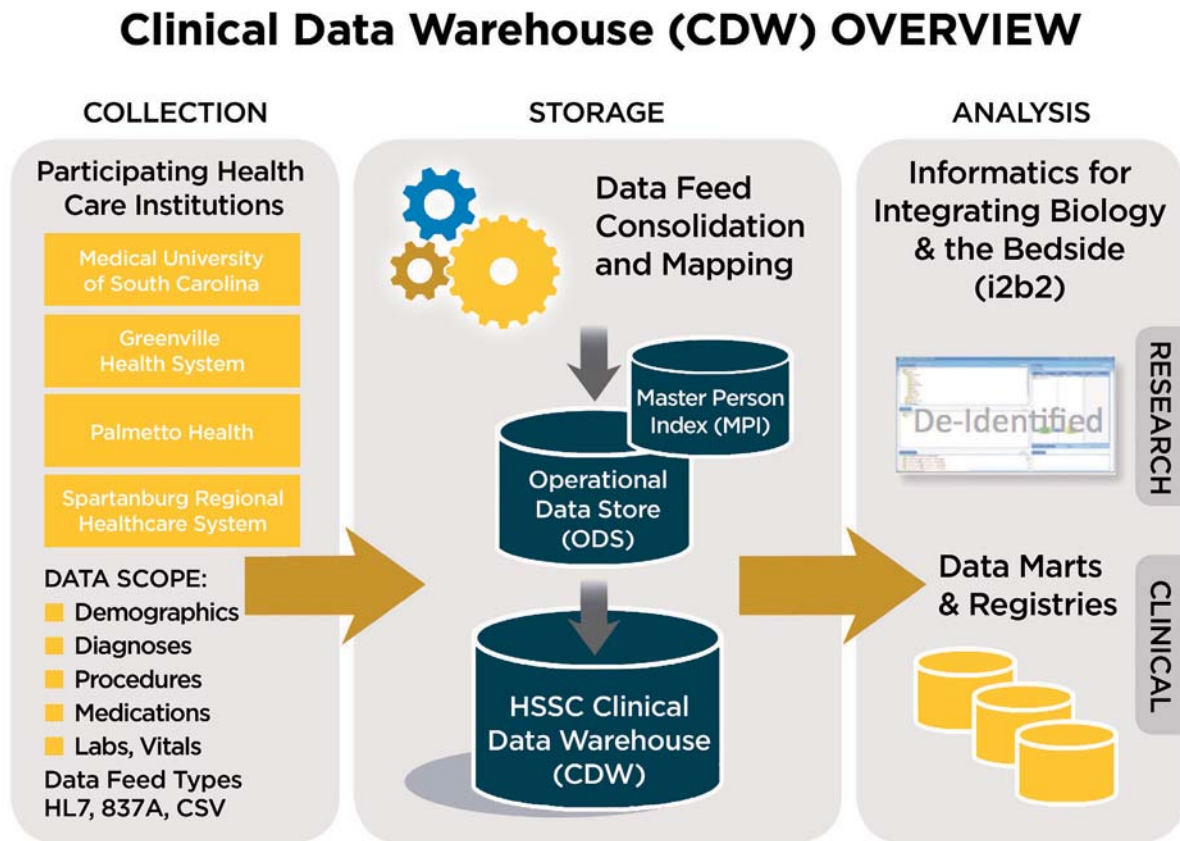 Clinical Data Warehouse (CDW) OVERVIEW
COLLECTION
Participating Health
Care Institutions
Medical University
of South Carolina
Greenville
Health System
Palmetto Health
Spartanburg Regional
Healthcare System
DATA SCOPE:
Demographics
Diagnoses
Procedures
Medications
Labs, Vitals
Data Feed Types
HL7, 837A, CSV
STORAGE
Data Feed
Consolidation
and Mapping
Master Person
Index (MPI)
Operational
Data Store
(ODS)
HSSC Clinical
Data Warehouse
(CDW)
ANALYSIS
Informatics for
Integrating Biology
& the Bedside
(i2b2)
De-Identified
RESEARCH
Data Marts
& Registries
CLINICAL